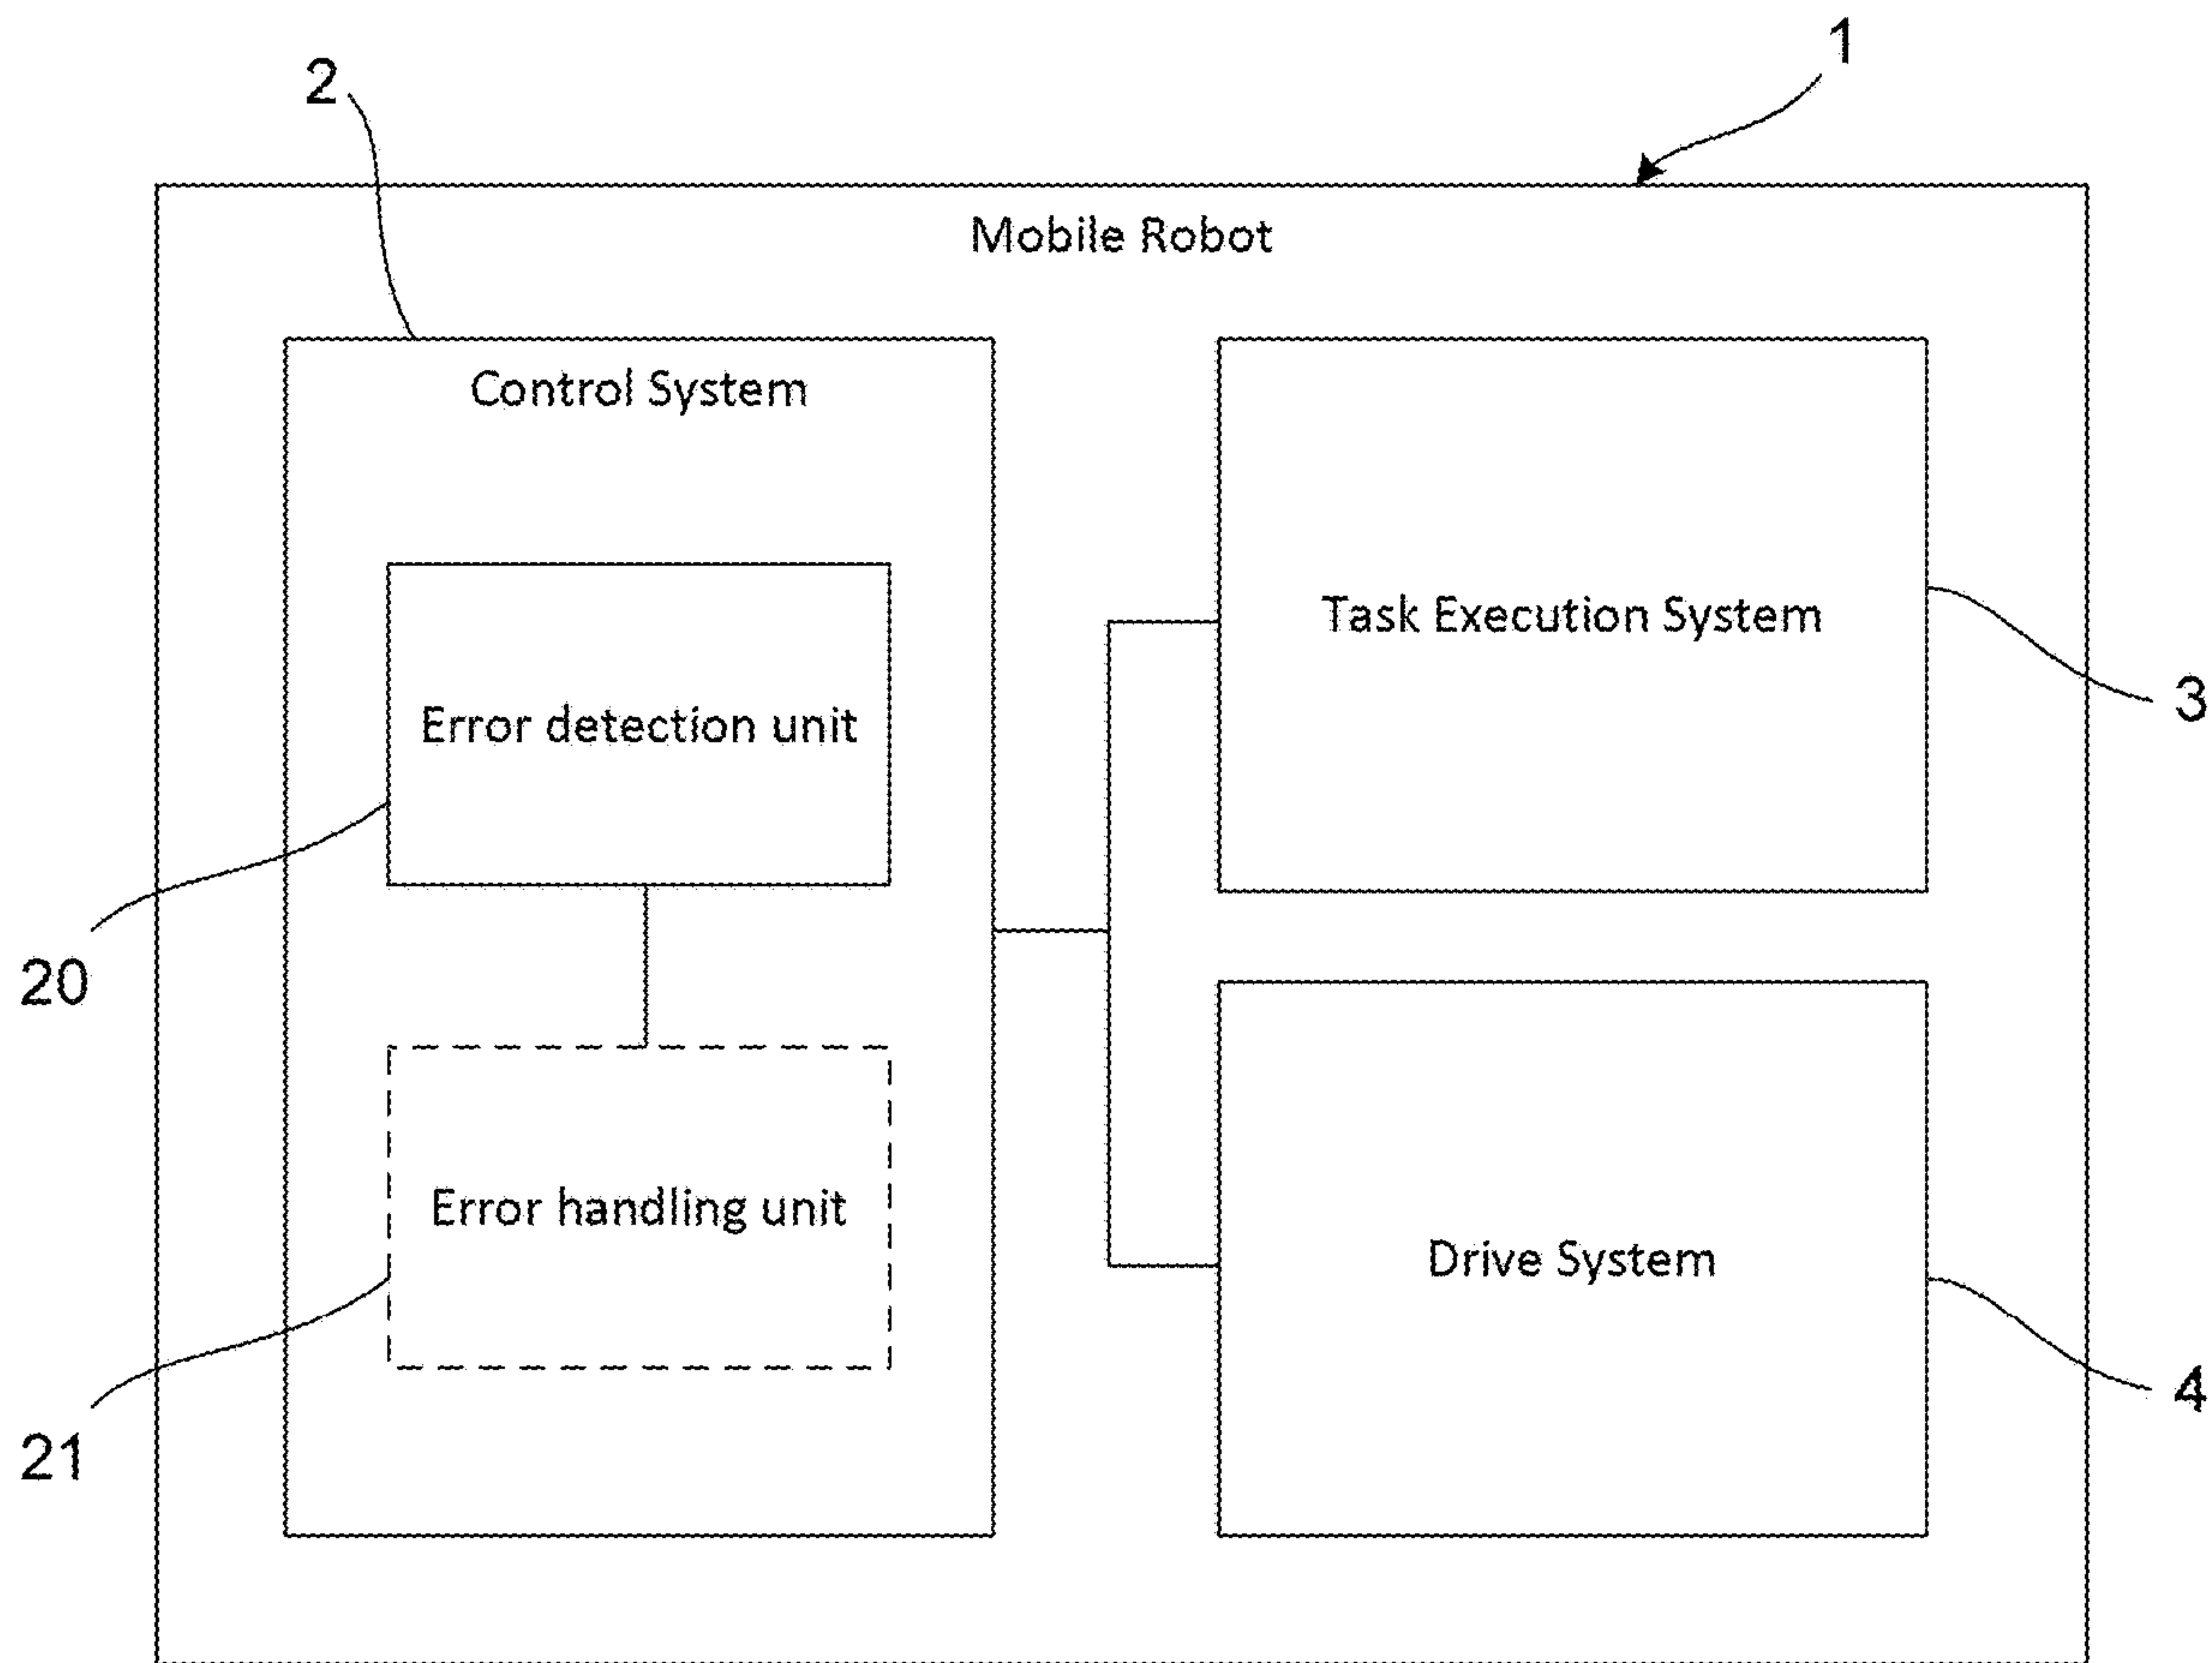 1
2
Mobile Robot
Control System
Error detection unit
Task Execution System
3
20
Error handling unit
Drive System
4
21